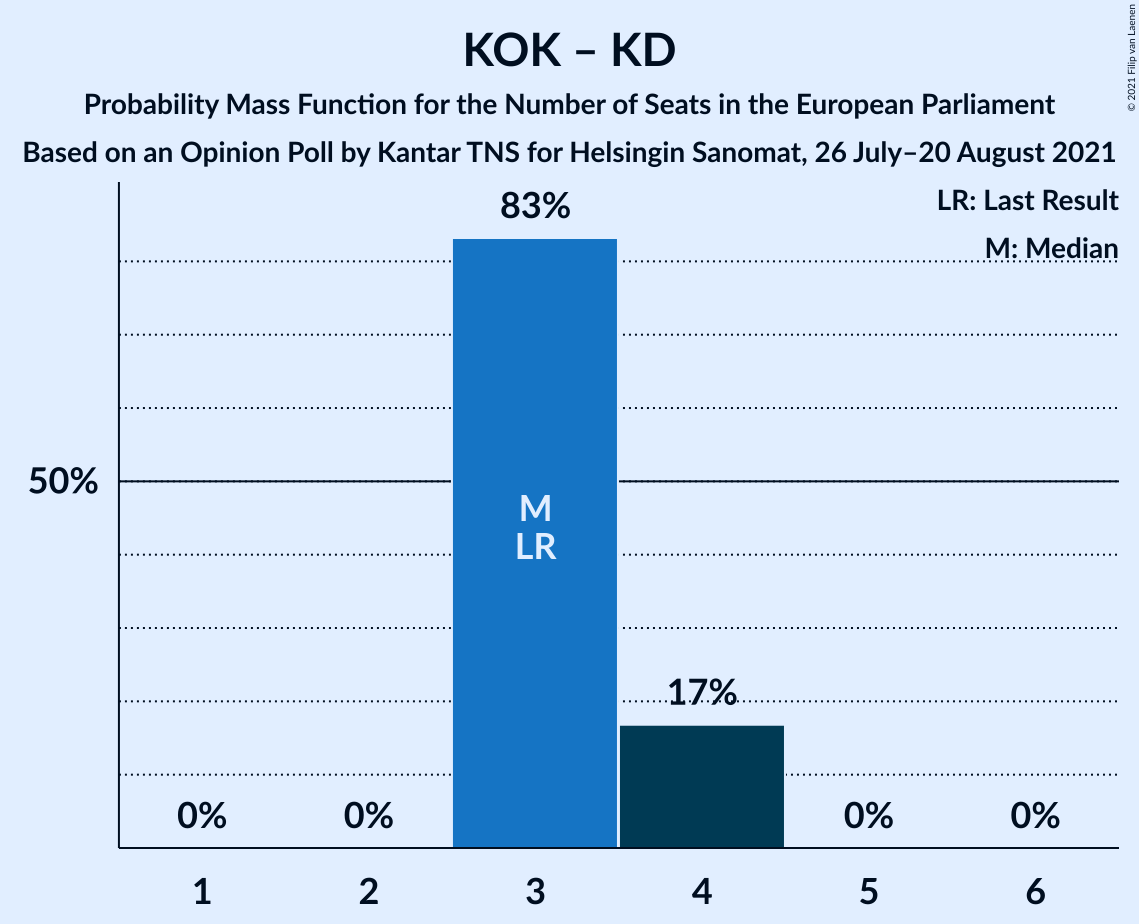 KOK – KD
Probability Mass Function for the Number of Seats in the European Parliament
Based on an Opinion Poll by Kantar TNS for Helsingin Sanomat, 26 July–20 August 2021
© 2021 Filip van Laenen
LR: Last Result
M: Median
83%
50%
M
LR
17%
0%
0%
0%
0%
1
2
3
4
5
6